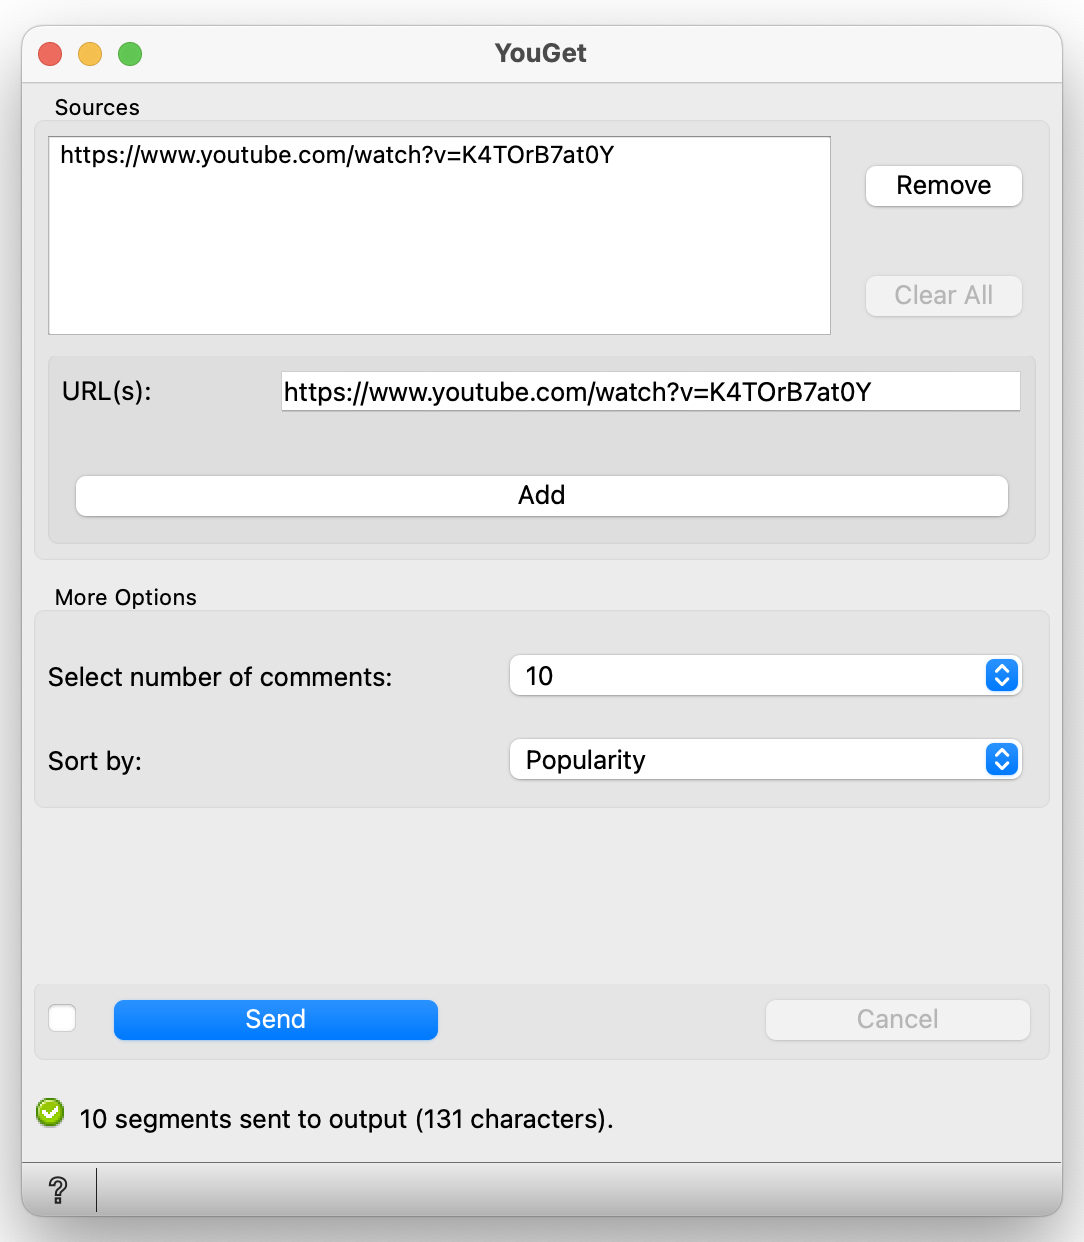 YouGet
Sources
https://www.youtube.com/watch?v=K4TOrB7at0Y
Remove
Clear All
URL(s):
https://www.youtube.com/watch?v=K4TOrB7at0Y
Add
More Options
Select number of comments:
10
Sort by:
Popularity
Send
Cancel
10 segments sent to output (131 characters).
?